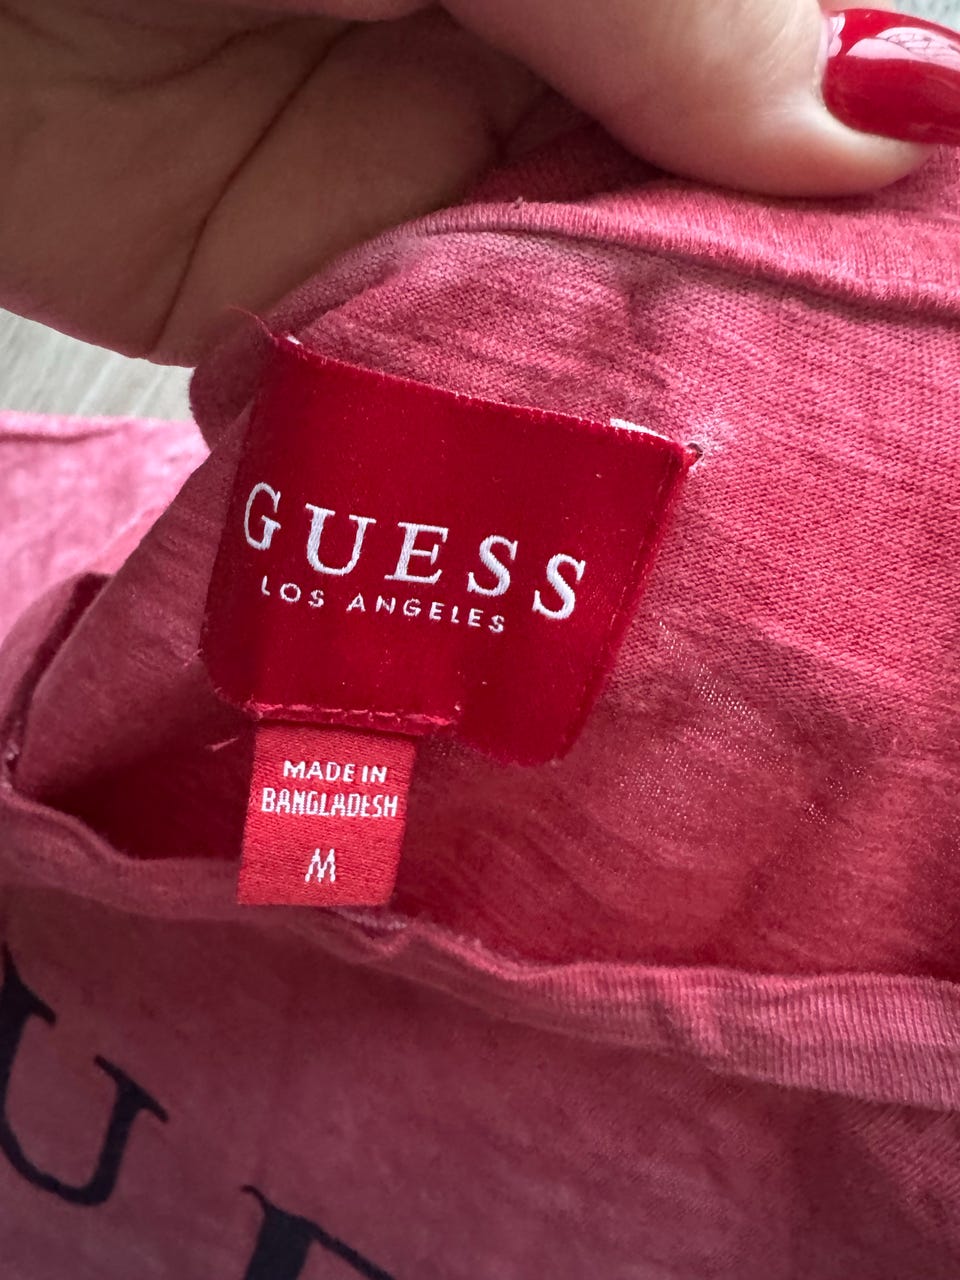 GUESS
LOS ANGELES
MADE IN
BANGLADESH
M
U